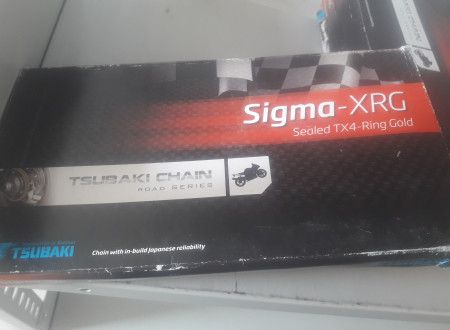 Sigma-XRG
Sealed TX4-Ring Gold
TSUBAKI CHAIN
ROAD SERIES
TSUBAKI
Chain with in-build Japanese reliability